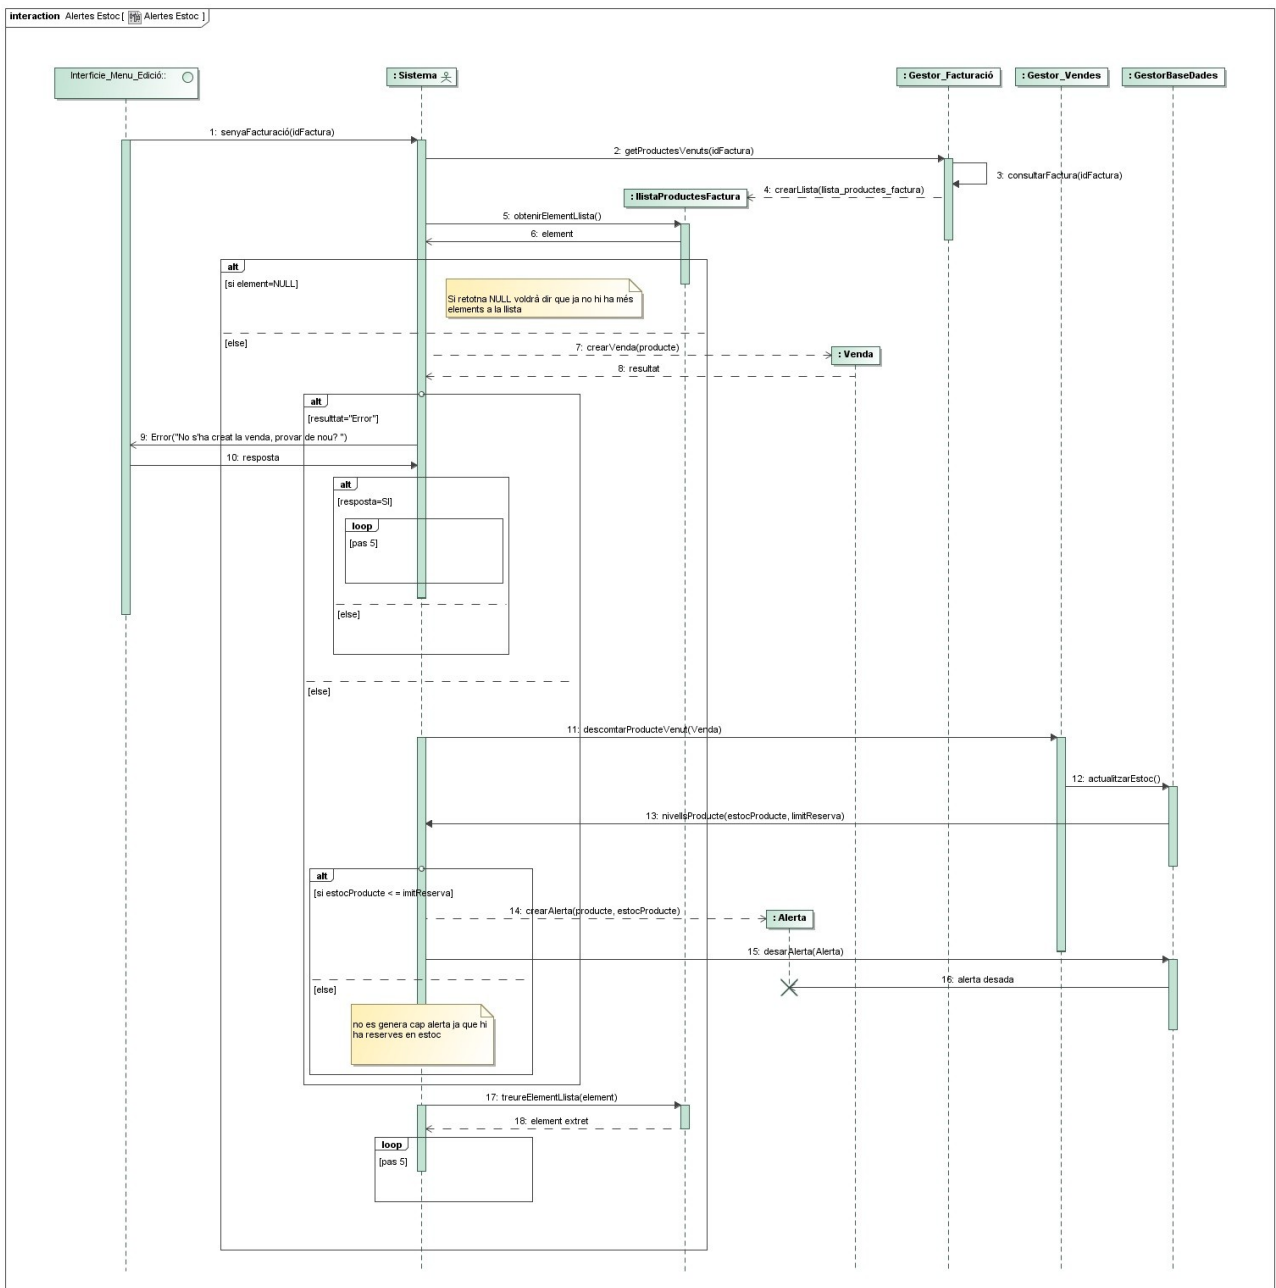 interaction Alertes Estoc [ Alertes Estoc ]
Interficie_Menu_Edició::
: Sistema
: Gestor_Facturació
: Gestor_Vendes
: GestorBaseDades
1: senyaFacturació(idFactura)
2: getProductesVenuts(idFactura)
3: consultarFactura(idFactura)
4: crearLlista(llista_productes_factura)
: llistaProductesFactura
5: obtenirElementLlista()
6: element
alt
[si element=NULL]
Si retotna NULL voldrá dir que ja no hi ha més
elements a la llista
[else]
7: crearVenda(producte)
: Venda
8: resultat
alt
[resulttat="Error"]
9: Error("No s'ha creat la venda, provar de nou? ")
10: resposta
alt
[resposta=SI]
loop
[pas 5]
[else]
[else]
11: descomtarProducteVenut(Venda)
12: actualitzarEstoc()
13: nivellsProducte(estocProducte, limitReserva)
alt
[si estocProducte < = imitReserva]
14: crearAlerta(producte, estocProducte)
: Alerta
15: desarAlerta(Alerta)
16: alerta desada
[else]
no es genera cap alerta ja que hi
ha reserves en estoc
17: treureElementLlista(element)
18: element extret
loop
[pas 5]